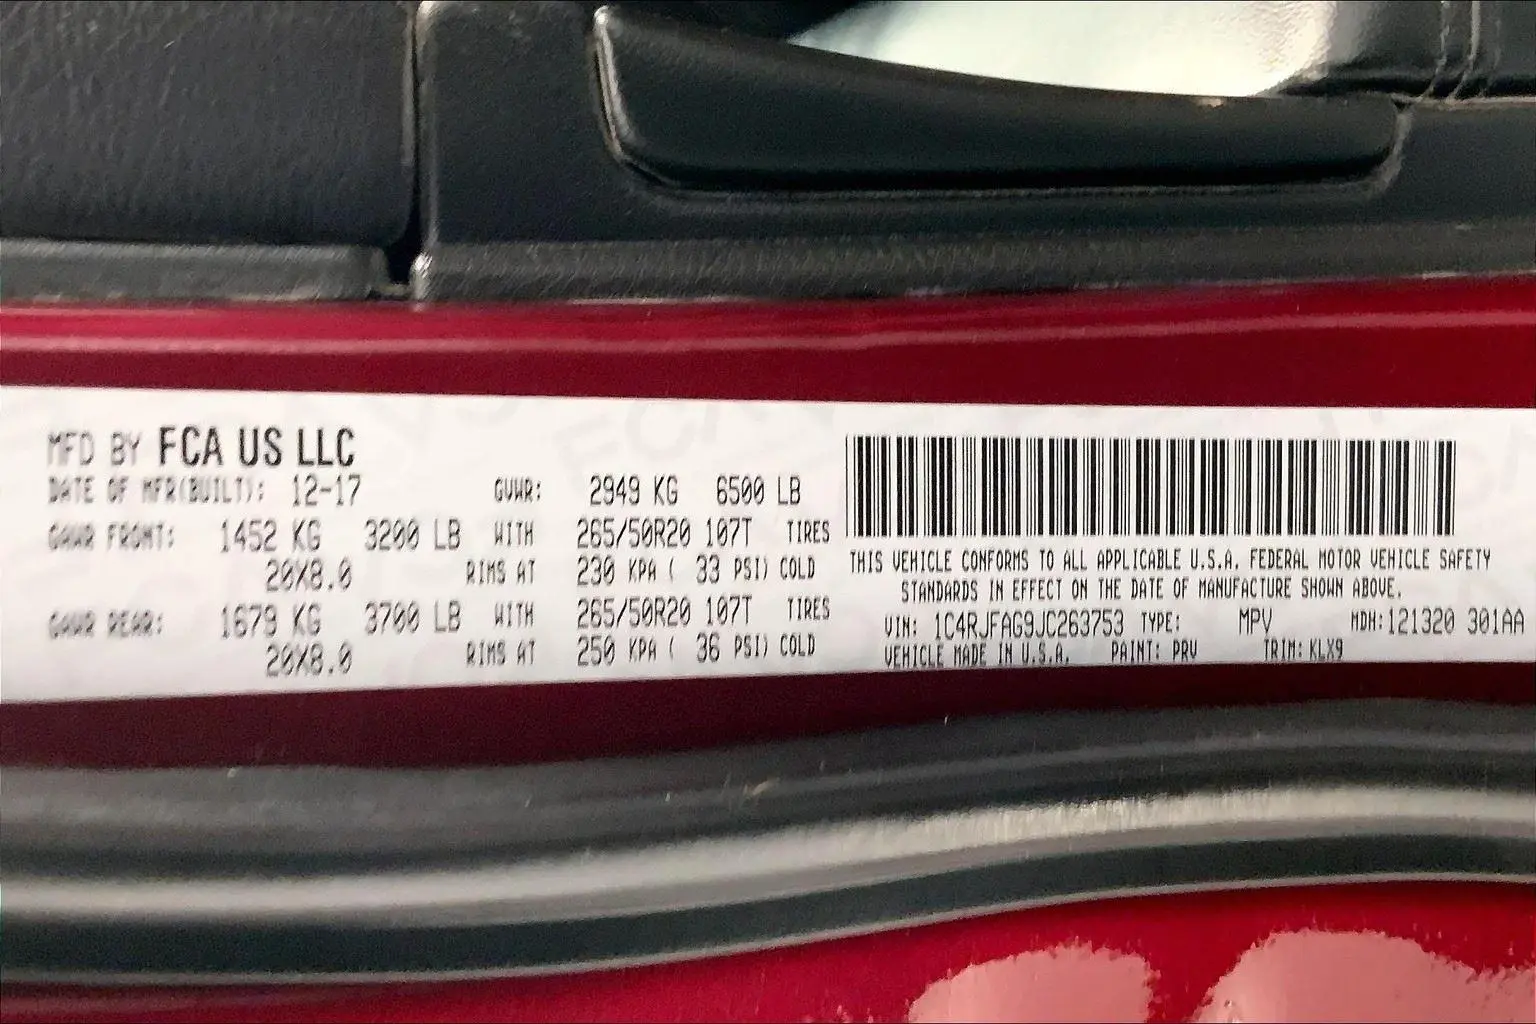 MFD BY FCA US LLC
DATE OF MFR(BUILT): 12-17 GVWR: 2949 KG 6500 LB
GAWR FRONT: 1452 KG 3200 LB WITH 265/50R20 107T TIRES
20X8.0 RIMS AT 230 KPA ( 33 PSI) COLD
GAWR REAR: 1679 KG 3700 LB WITH 265/50R20 107T TIRES
20X8.0 RIMS AT 250 KPA ( 36 PSI) COLD
THIS VEHICLE CONFORMS TO ALL APPLICABLE U.S.A. FEDERAL MOTOR VEHICLE SAFETY
STANDARDS IN EFFECT ON THE DATE OF MANUFACTURE SHOWN ABOVE.
VIN: 1C4RJFAG9JC263753 TYPE: MPV MDH:121320 301AA
VEHICLE MADE IN U.S.A. PAINT: PRV TRIM: KLX9